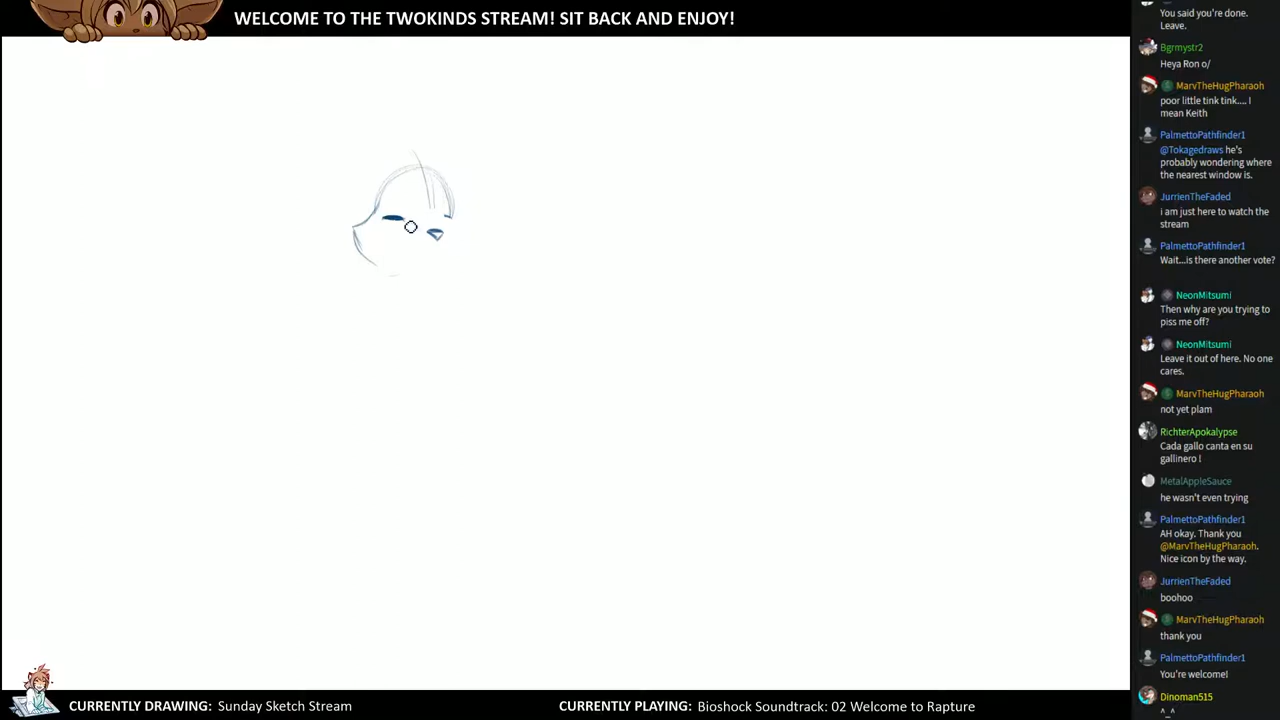 WELCOME TO THE TWOKINDS STREAM! SIT BACK AND ENJOY!
You said you're done.
Leave.
Bgrmystr2
Heya Ron o/
MarvTheHugPharaoh
poor little tink tink.... I
mean Keith
PalmettoPathfinder1
@Tokagedraws he's
probably wondering where
the nearest window is.
JurrienTheFaded
i am just here to watch the
stream
PalmettoPathfinder1
Wait...is there another vote?
NeonMitsumi
Then why are you trying to
piss me off?
NeonMitsumi
Leave it out of here. No one
cares.
MarvTheHugPharaoh
not yet plam
RichterApokalypse
Cada gallo canta en su
gallinero !
MetalAppleSauce
he wasn't even trying
PalmettoPathfinder1
AH okay. Thank you
@MarvTheHugPharaoh.
Nice icon by the way.
JurrienTheFaded
boohoo
MarvTheHugPharaoh
thank you
PalmettoPathfinder1
You're welcome!
Dinoman515
^_^
CURRENTLY DRAWING: Sunday Sketch Stream
CURRENTLY PLAYING: Bioshock Soundtrack: 02 Welcome to Rapture